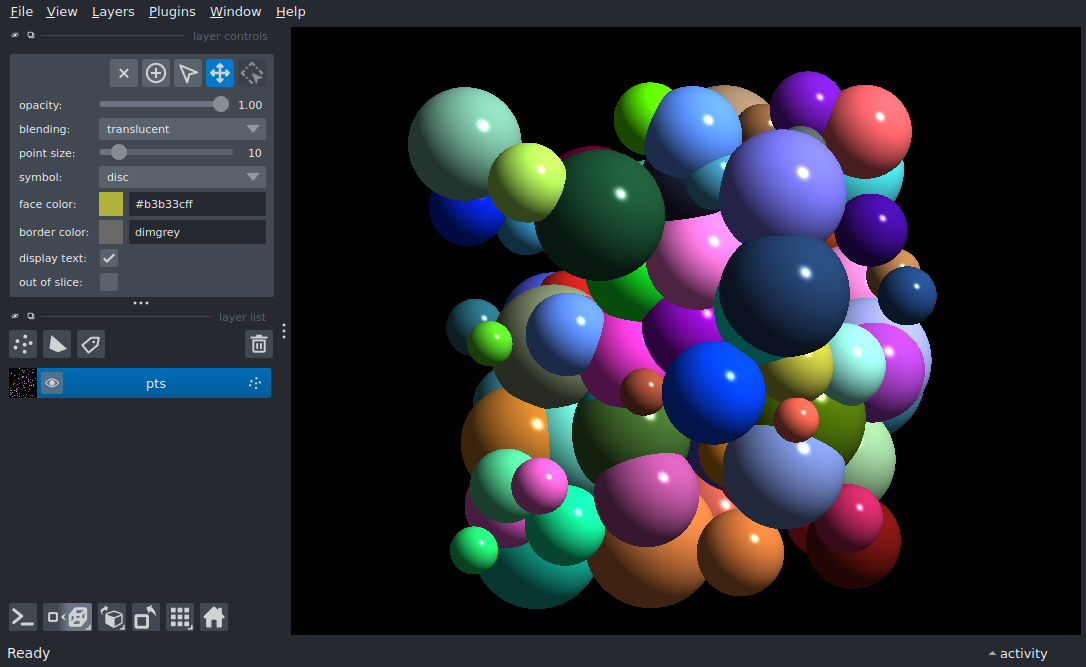 File View Layers Plugins Window Help
layer controls
opacity: 1.00
blending: translucent
point size: 10
symbol: disc
face color: #b3b33cff
border color: dimgrey
display text:
out of slice:
layer list
pts
Ready
activity